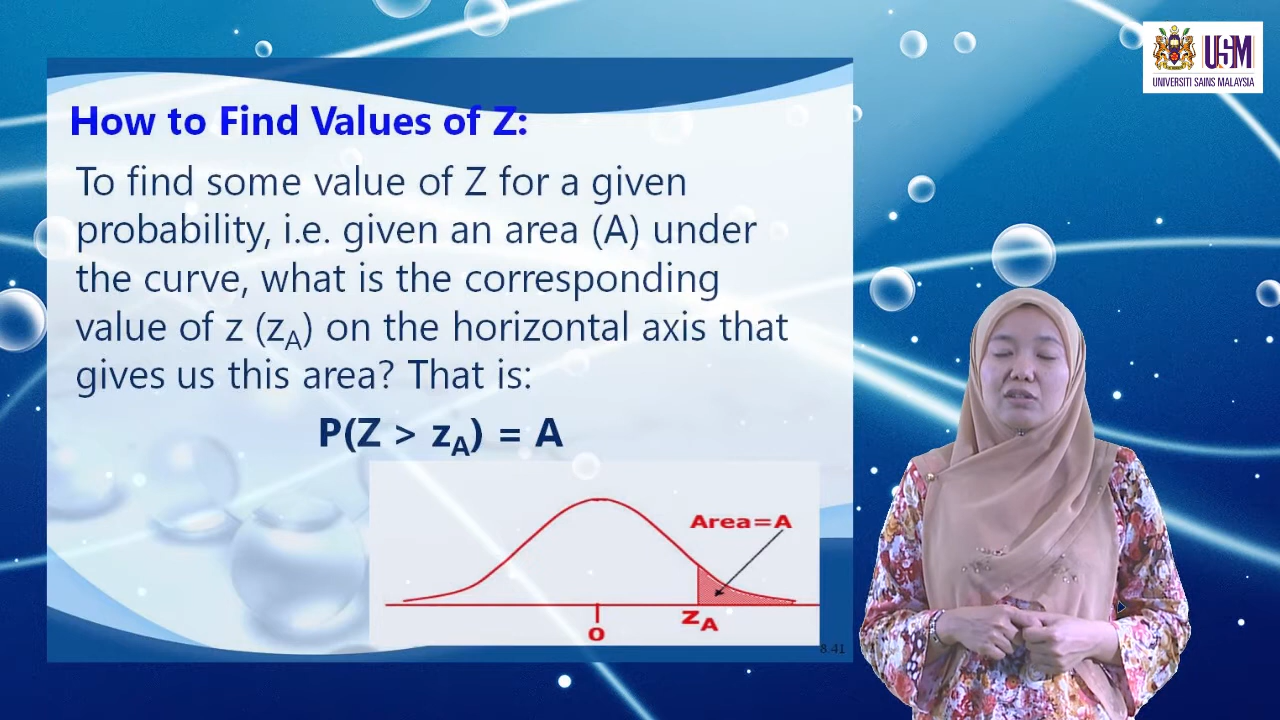 USM
UNIVERSITI SAINS MALAYSIA
How to Find Values of Z:
To find some value of Z for a given
probability, i.e. given an area (A) under
the curve, what is the corresponding
value of z (zA) on the horizontal axis that
gives us this area? That is:
P(Z > zA) = A
Area=A
0
zA
8.41